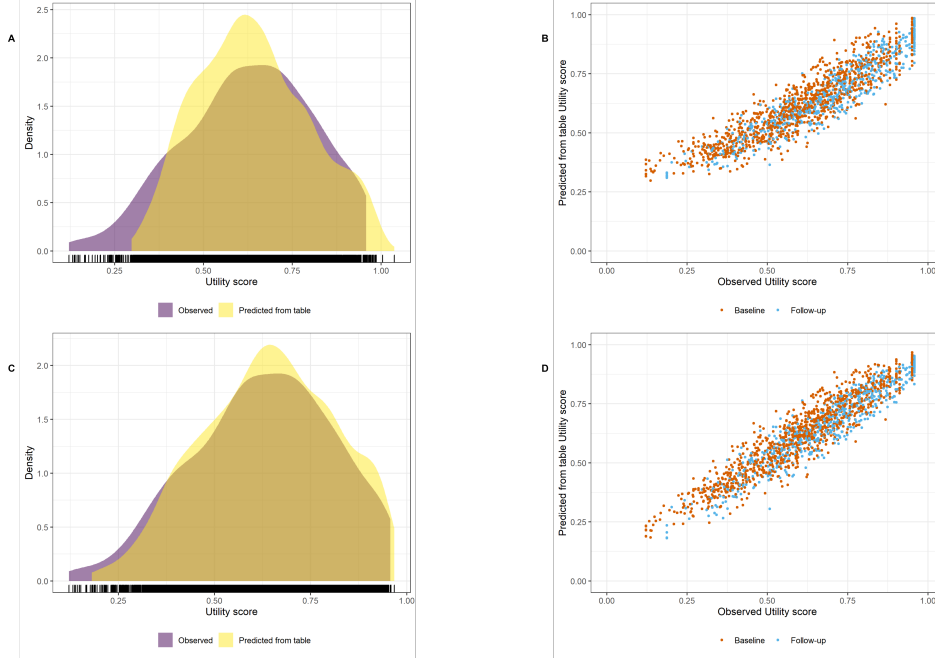 A
Density
2.5
2.0
1.5
1.0
0.5
0.0
0.25 0.50 0.75 1.00
Utility score
Observed Predicted from table
B
Predicted from table Utility score
1.00
0.75
0.50
0.25
0.00
0.00 0.25 0.50 0.75 1.00
Observed Utility score
Baseline Follow-up
C
Density
2.0
1.5
1.0
0.5
0.0
0.25 0.50 0.75 1.00
Utility score
Observed Predicted from table
D
Predicted from table Utility score
1.00
0.75
0.50
0.25
0.00
0.00 0.25 0.50 0.75 1.00
Observed Utility score
Baseline Follow-up